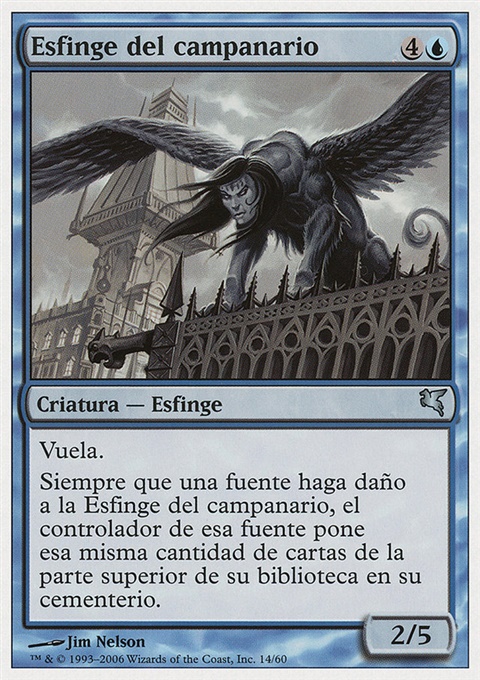 Esfinge del campanario 4
Criatura — Esfinge
Vuela.
Siempre que una fuente haga daño
a la Esfinge del campanario, el
controlador de esa fuente pone
esa misma cantidad de cartas de la
parte superior de su biblioteca en su
cementerio.
2/5
Jim Nelson
™ & © 1993–2006 Wizards of the Coast, Inc. 14/60